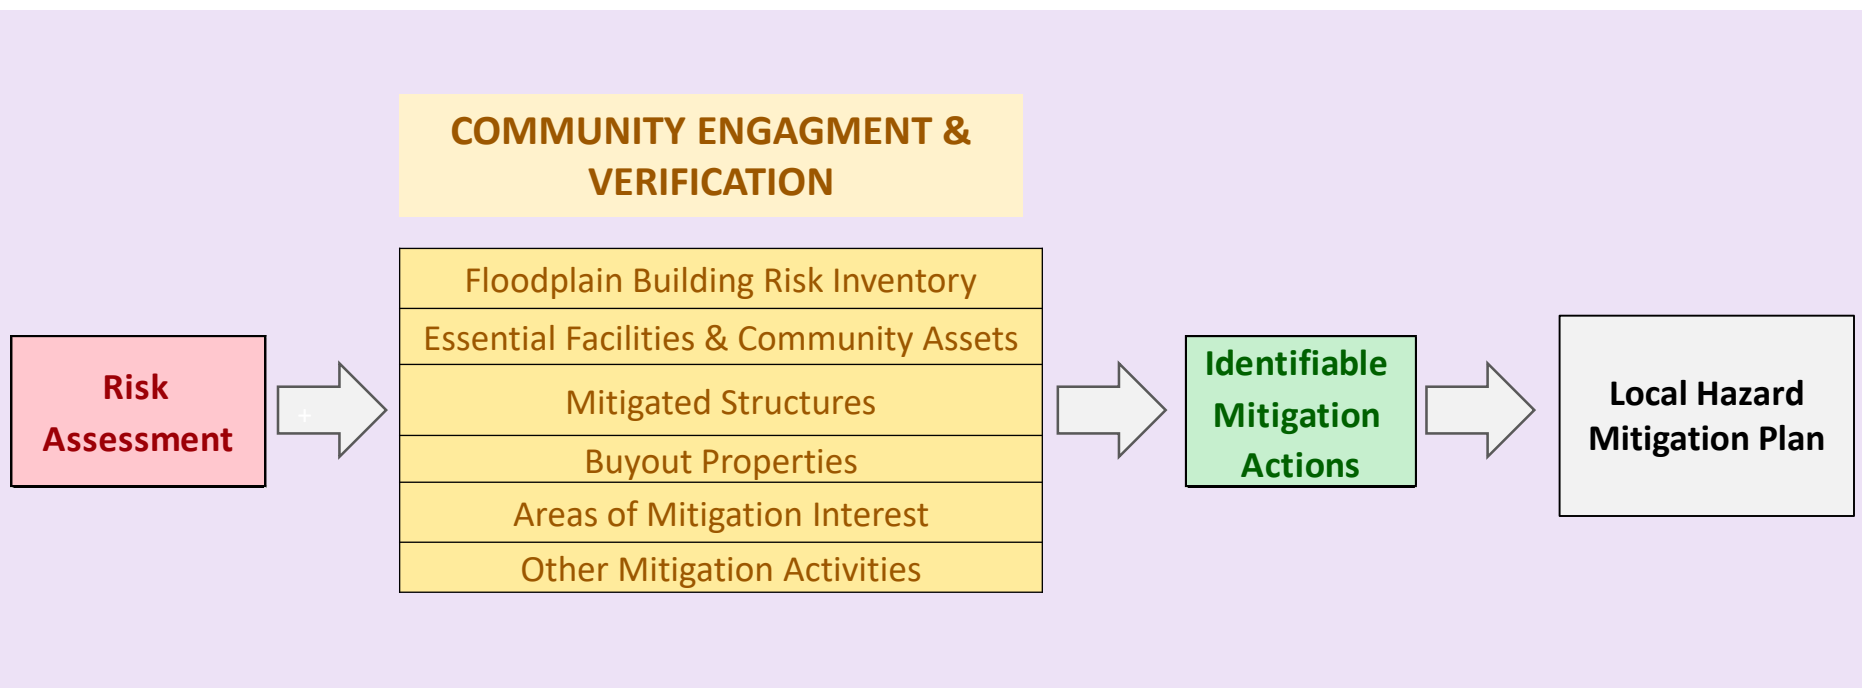 COMMUNITY ENGAGMENT &
VERIFICATION
Floodplain Building Risk Inventory
Essential Facilities & Community Assets
Mitigated Structures
Buyout Properties
Areas of Mitigation Interest
Other Mitigation Activities
Risk
Assessment
+
Identifiable
Mitigation
Actions
Local Hazard
Mitigation Plan